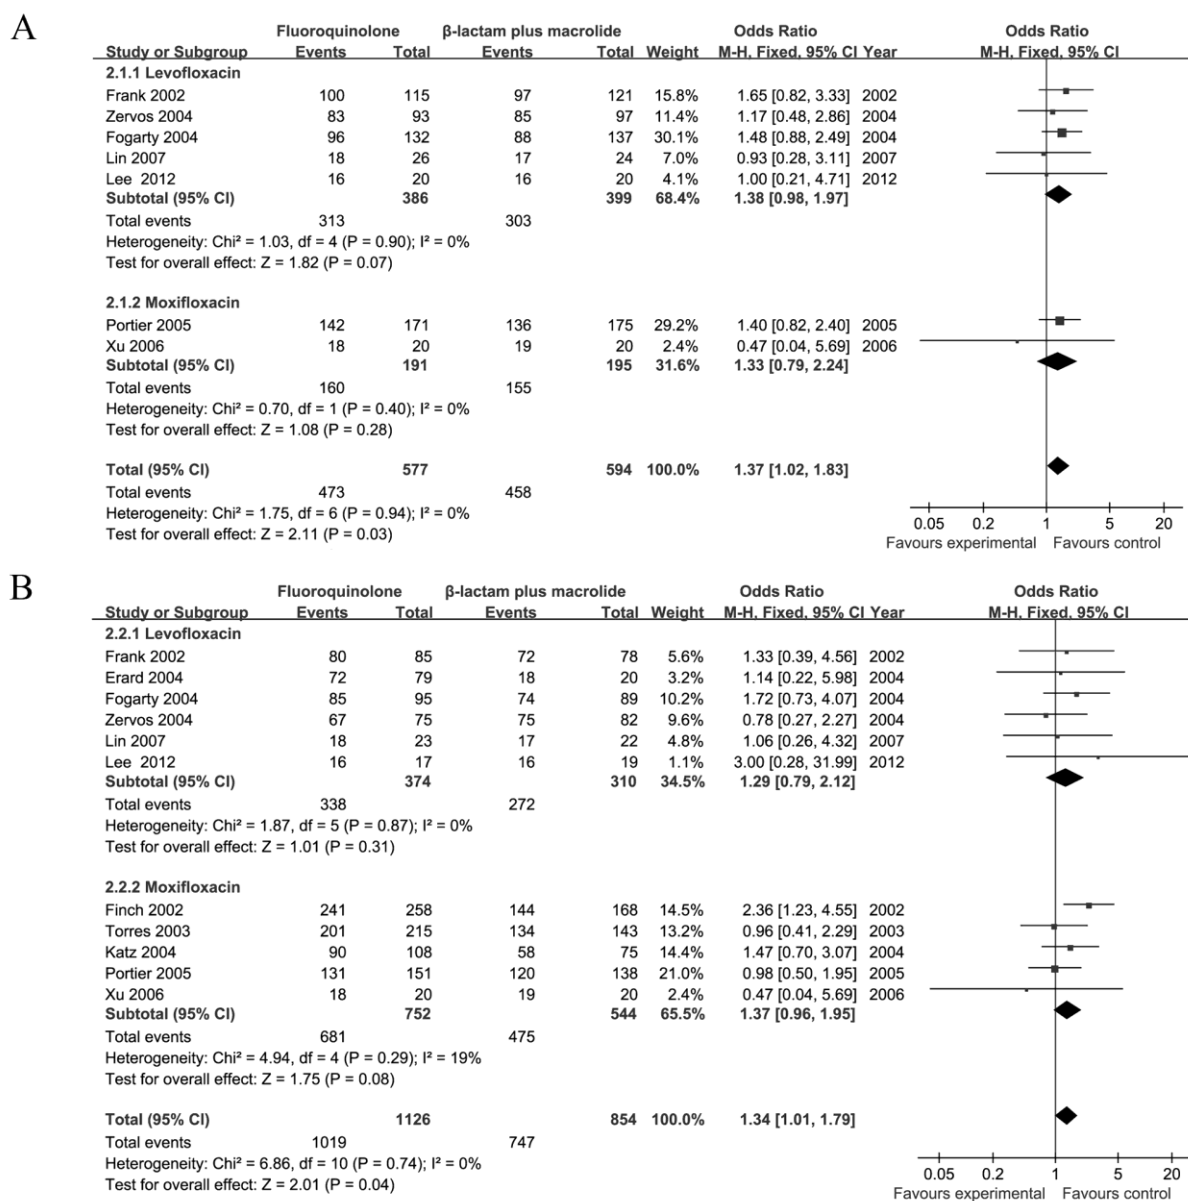 A
Fluoroquinolone β-lactam plus macrolide Odds Ratio Odds Ratio
Study or Subgroup Events Total Events Total Weight M-H, Fixed, 95% CI Year M-H, Fixed, 95% CI
2.1.1 Levofloxacin
Frank 2002 100 115 97 121 15.8% 1.65 [0.82, 3.33] 2002
Zervos 2004 83 93 85 97 11.4% 1.17 [0.48, 2.86] 2004
Fogarty 2004 96 132 88 137 30.1% 1.48 [0.88, 2.49] 2004
Lin 2007 18 26 17 24 7.0% 0.93 [0.28, 3.11] 2007
Lee 2012 16 20 16 20 4.1% 1.00 [0.21, 4.71] 2012
Subtotal (95% CI) 386 399 68.4% 1.38 [0.98, 1.97]
Total events 313 303
Heterogeneity: Chi² = 1.03, df = 4 (P = 0.90); I² = 0%
Test for overall effect: Z = 1.82 (P = 0.07)
2.1.2 Moxifloxacin
Portier 2005 142 171 136 175 29.2% 1.40 [0.82, 2.40] 2005
Xu 2006 18 20 19 20 2.4% 0.47 [0.04, 5.69] 2006
Subtotal (95% CI) 191 195 31.6% 1.33 [0.79, 2.24]
Total events 160 155
Heterogeneity: Chi² = 0.70, df = 1 (P = 0.40); I² = 0%
Test for overall effect: Z = 1.08 (P = 0.28)
Total (95% CI) 577 594 100.0% 1.37 [1.02, 1.83]
Total events 473 458
Heterogeneity: Chi² = 1.75, df = 6 (P = 0.94); I² = 0%
Test for overall effect: Z = 2.11 (P = 0.03)
0.05 0.2 1 5 20
Favours experimental Favours control
B
Fluoroquinolone β-lactam plus macrolide Odds Ratio Odds Ratio
Study or Subgroup Events Total Events Total Weight M-H, Fixed, 95% CI Year M-H, Fixed, 95% CI
2.2.1 Levofloxacin
Frank 2002 80 85 72 78 5.6% 1.33 [0.39, 4.56] 2002
Erard 2004 72 79 18 20 3.2% 1.14 [0.22, 5.98] 2004
Fogarty 2004 85 95 74 89 10.2% 1.72 [0.73, 4.07] 2004
Zervos 2004 67 75 75 82 9.6% 0.78 [0.27, 2.27] 2004
Lin 2007 18 23 17 22 4.8% 1.06 [0.26, 4.32] 2007
Lee 2012 16 17 16 19 1.1% 3.00 [0.28, 31.99] 2012
Subtotal (95% CI) 374 310 34.5% 1.29 [0.79, 2.12]
Total events 338 272
Heterogeneity: Chi² = 1.87, df = 5 (P = 0.87); I² = 0%
Test for overall effect: Z = 1.01 (P = 0.31)
2.2.2 Moxifloxacin
Finch 2002 241 258 144 168 14.5% 2.36 [1.23, 4.55] 2002
Torres 2003 201 215 134 143 13.2% 0.96 [0.41, 2.29] 2003
Katz 2004 90 108 58 75 14.4% 1.47 [0.70, 3.07] 2004
Portier 2005 131 151 120 138 21.0% 0.98 [0.50, 1.95] 2005
Xu 2006 18 20 19 20 2.4% 0.47 [0.04, 5.69] 2006
Subtotal (95% CI) 752 544 65.5% 1.37 [0.96, 1.95]
Total events 681 475
Heterogeneity: Chi² = 4.94, df = 4 (P = 0.29); I² = 19%
Test for overall effect: Z = 1.75 (P = 0.08)
Total (95% CI) 1126 854 100.0% 1.34 [1.01, 1.79]
Total events 1019 747
Heterogeneity: Chi² = 6.86, df = 10 (P = 0.74); I² = 0%
Test for overall effect: Z = 2.01 (P = 0.04)
0.05 0.2 1 5 20
Favours experimental Favours control